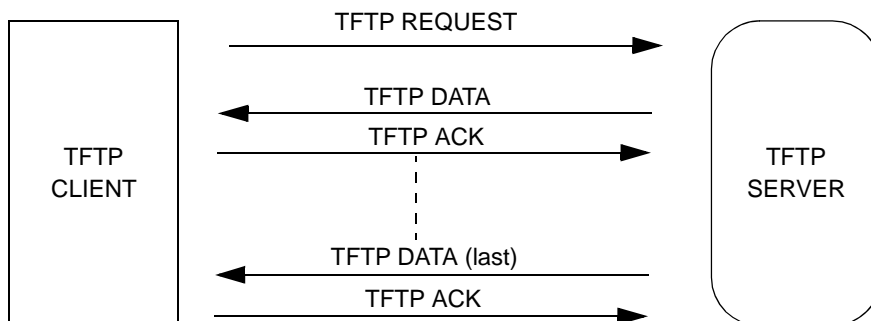 TFTP REQUEST
TFTP DATA
TFTP ACK
TFTP
CLIENT
TFTP
SERVER
TFTP DATA (last)
TFTP ACK